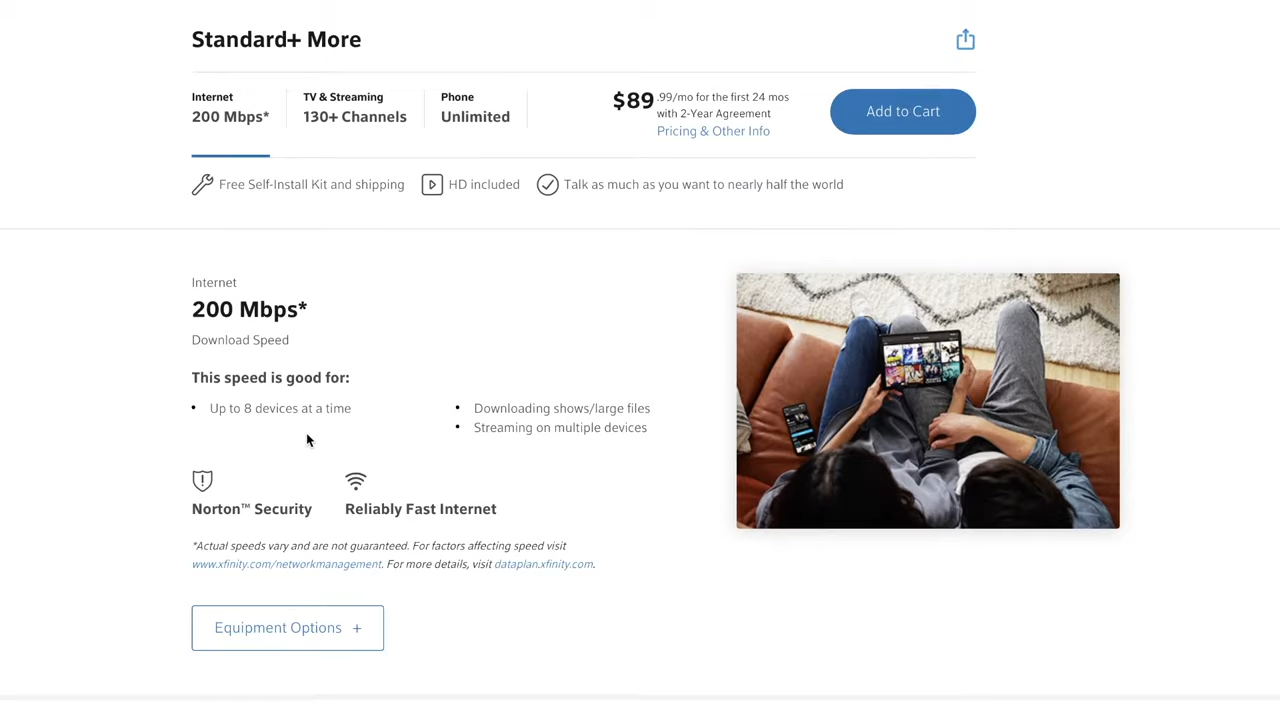 Standard+ More
Internet
200 Mbps*
TV & Streaming
130+ Channels
Phone
Unlimited
$89 .99/mo for the first 24 mos
with 2-Year Agreement
Pricing & Other Info
Add to Cart
Free Self-Install Kit and shipping
HD included
Talk as much as you want to nearly half the world
Internet
200 Mbps*
Download Speed
This speed is good for:
• Up to 8 devices at a time
• Downloading shows/large files
• Streaming on multiple devices
Norton™ Security
Reliably Fast Internet
*Actual speeds vary and are not guaranteed. For factors affecting speed visit
www.xfinity.com/networkmanagement. For more details, visit dataplan.xfinity.com.
Equipment Options +